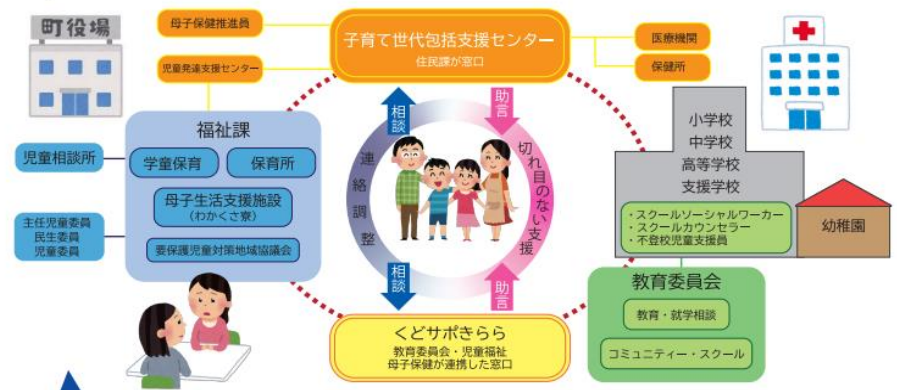 町役場
母子保健推進員
児童発達支援センター
子育て世代包括支援センター
住民課が窓口
医療機関
保健所
福祉課
学童保育
保育所
母子生活支援施設
(わかくさ寮)
要保護児童対策地域協議会
児童相談所
主任児童委員
民生委員
児童委員
相談
助言
連絡調整
切れ目のない支援
相談
助言
小学校
中学校
高等学校
支援学校
・スクールソーシャルワーカー
・スクールカウンセラー
・不登校児童支援員
幼稚園
教育委員会
教育・就学相談
コミュニティー・スクール
くどサポきらら
教育委員会・児童福祉
母子保健が連携した窓口